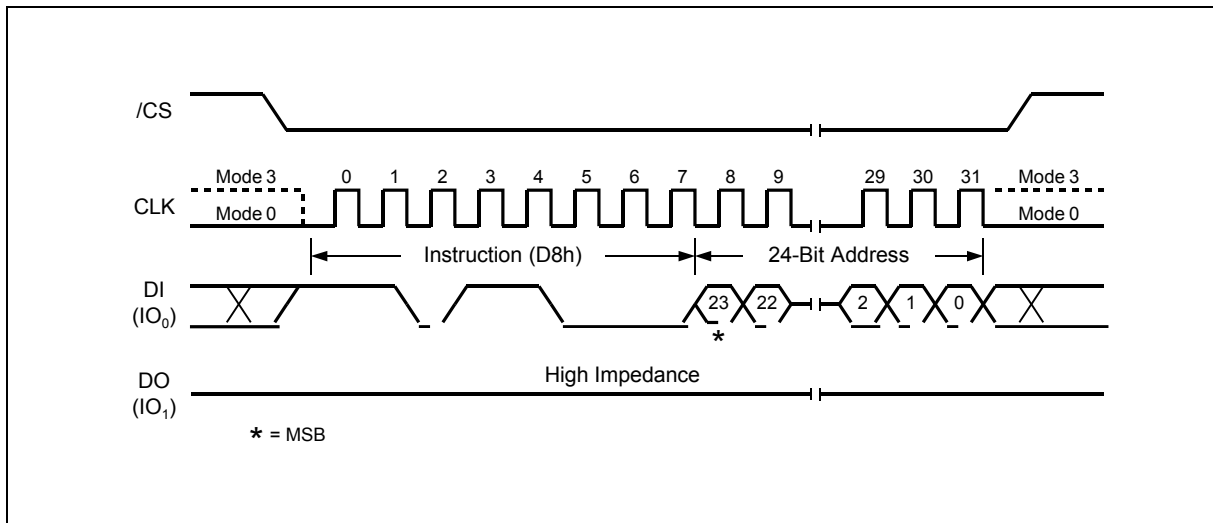 /CS
Mode 3 0 1 2 3 4 5 6 7 8 9 29 30 31 Mode 3
CLK
Mode 0 Mode 0
Instruction (D8h) 24-Bit Address
DI
(IO₀)
23 22 2 1 0
*
DO
(IO₁)
High Impedance
* = MSB